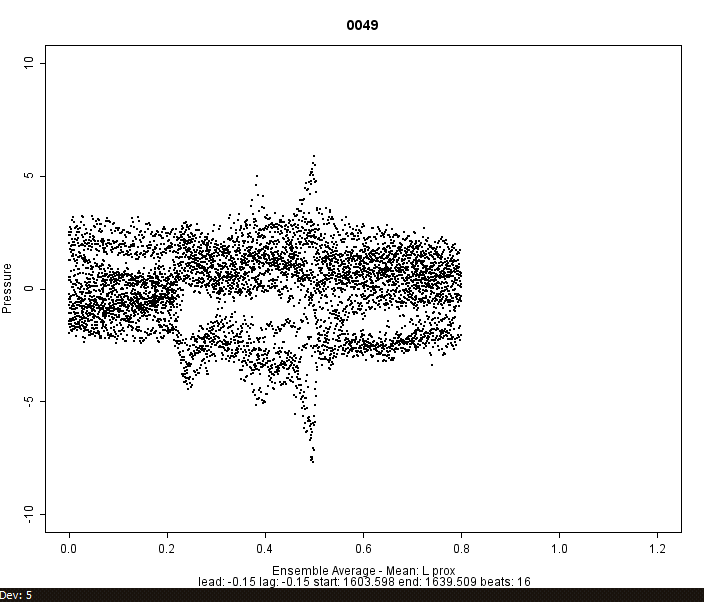 0049
10
5
0
-5
-10
Pressure
0.0 0.2 0.4 0.6 0.8 1.0 1.2
Ensemble Average - Mean: L prox
lead: -0.15 lag: -0.15 start: 1603.598 end: 1639.509 beats: 16
Dev: 5